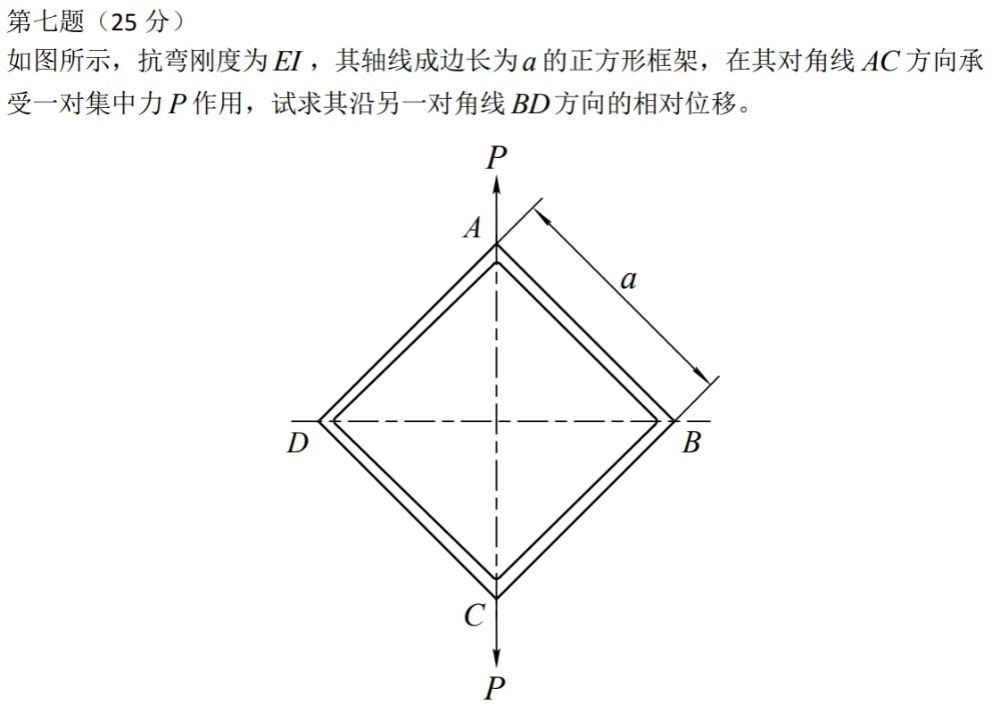 第七题（25 分）
如图所示，抗弯刚度为EI ，其轴线成边长为a的正方形框架，在其对角线 AC 方向承
受一对集中力P作用，试求其沿另一对角线BD方向的相对位移。
P
A
a
D
B
C
P